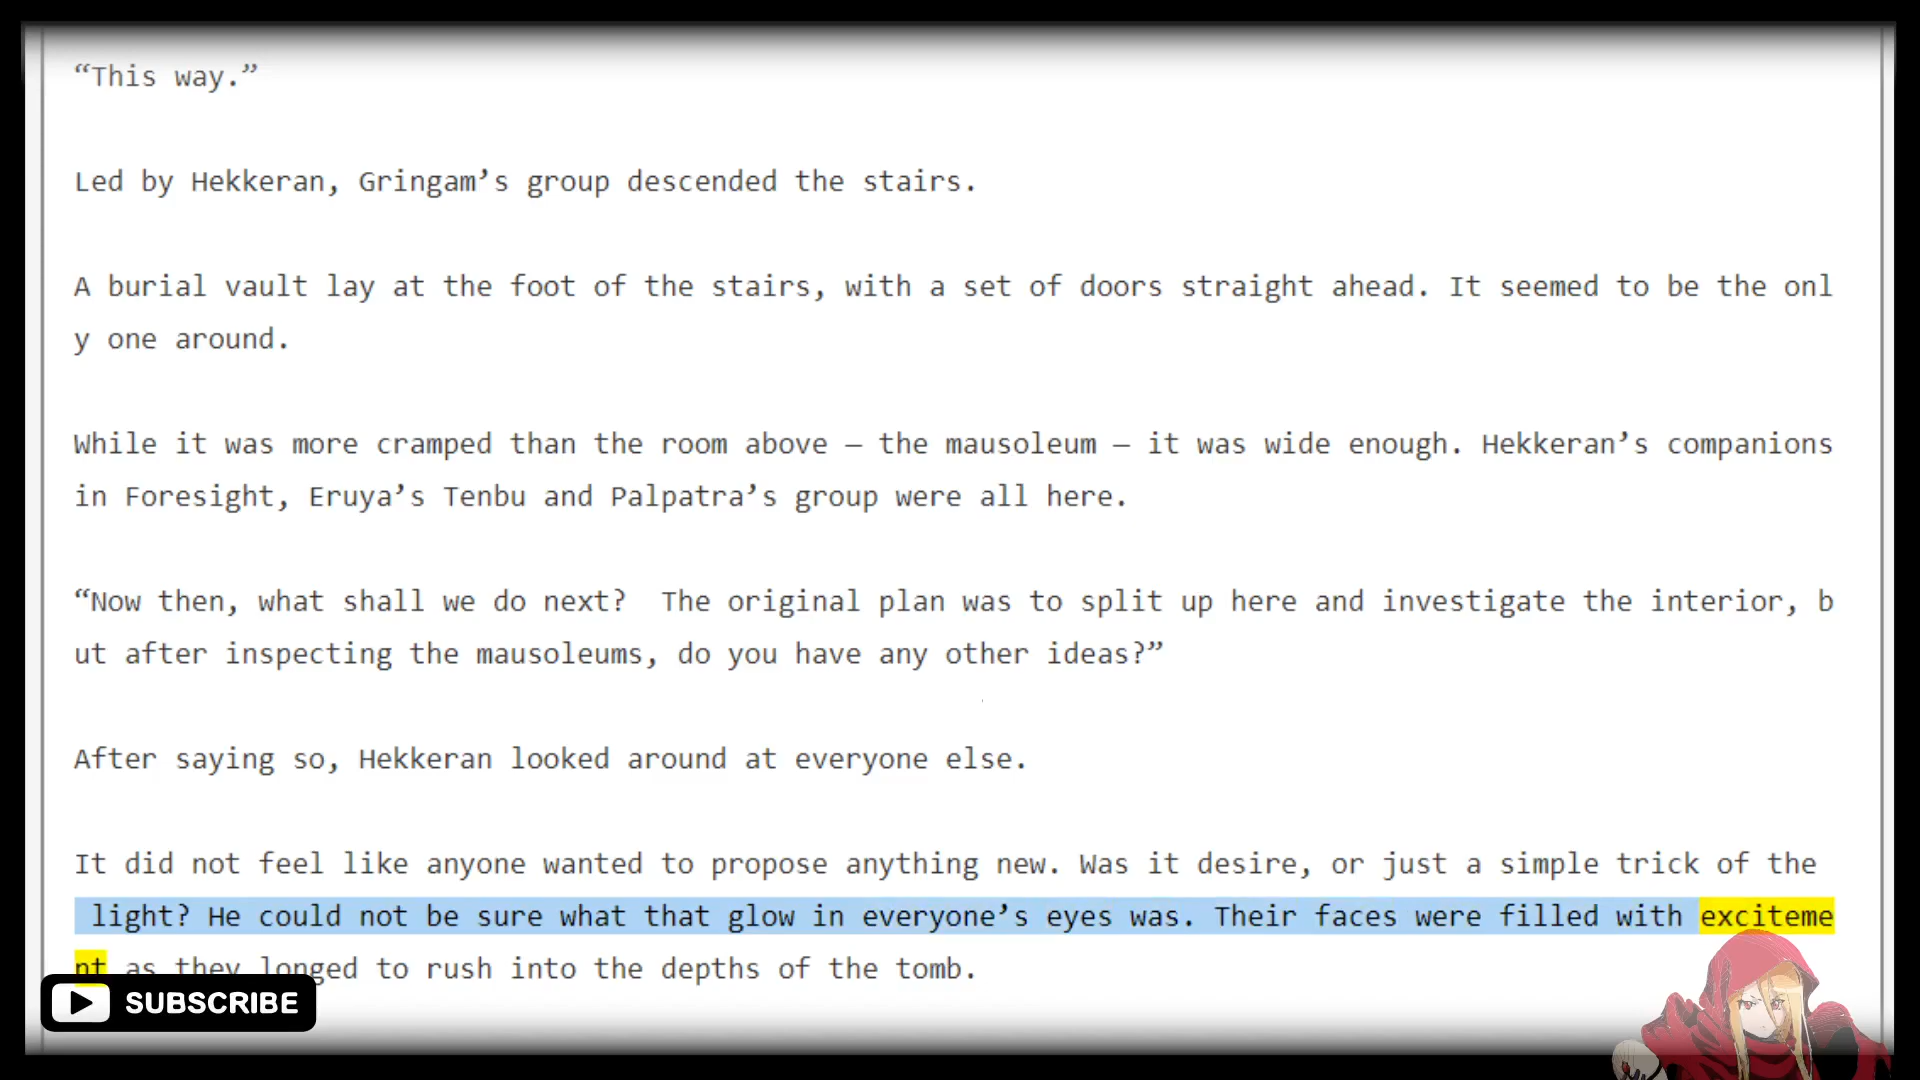 “This way.”
Led by Hekkeran, Gringam’s group descended the stairs.
A burial vault lay at the foot of the stairs, with a set of doors straight ahead. It seemed to be the onl
y one around.
While it was more cramped than the room above — the mausoleum — it was wide enough. Hekkeran’s companions
in Foresight, Eruya’s Tenbu and Palpatra’s group were all here.
“Now then, what shall we do next?  The original plan was to split up here and investigate the interior, b
ut after inspecting the mausoleums, do you have any other ideas?”
After saying so, Hekkeran looked around at everyone else.
It did not feel like anyone wanted to propose anything new. Was it desire, or just a simple trick of the
light? He could not be sure what that glow in everyone’s eyes was. Their faces were filled with exciteme
nt as they longed to rush into the depths of the tomb.
SUBSCRIBE